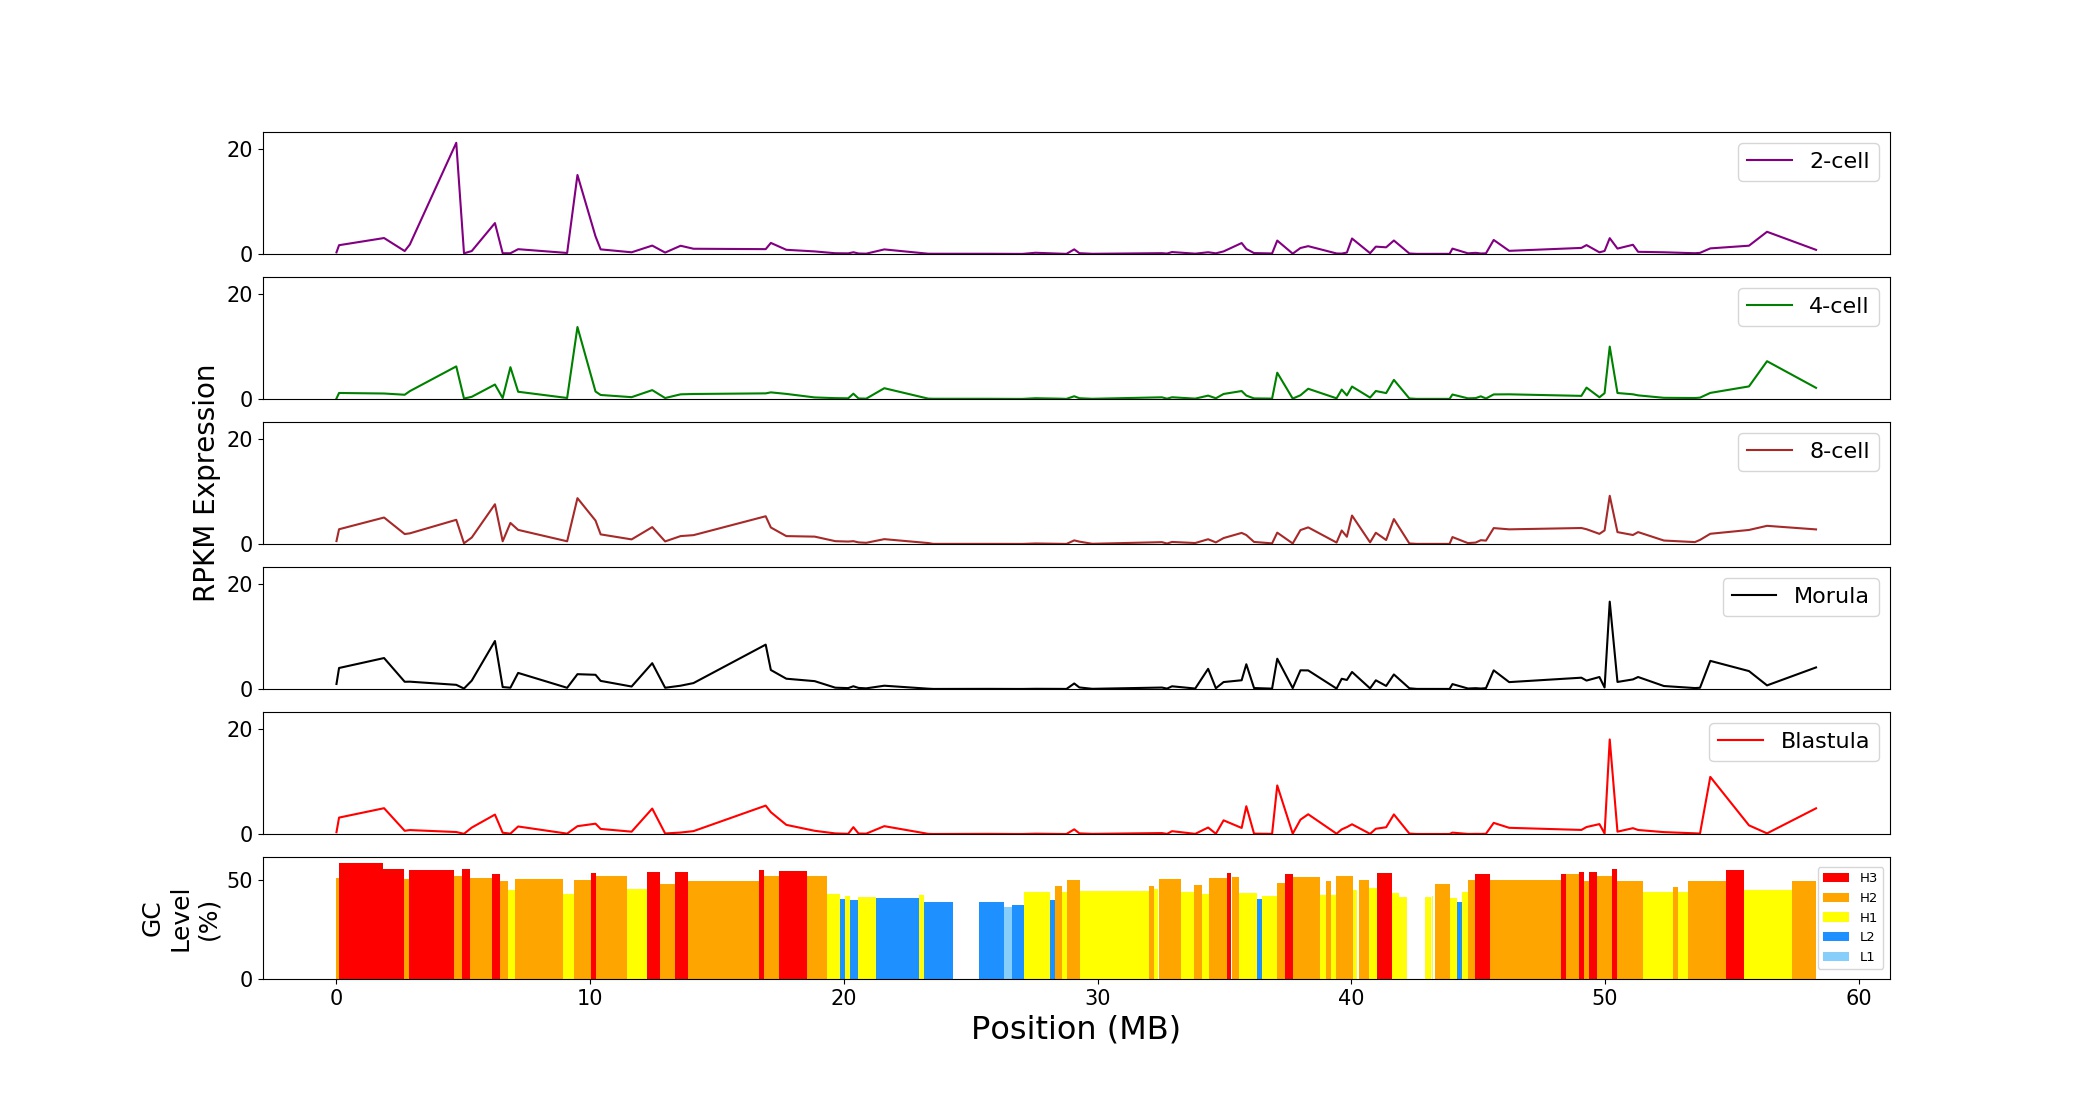 20
0
2-cell
20
0
4-cell
RPKM Expression
20
0
8-cell
20
0
Morula
20
0
Blastula
GC
Level
(%)
50
0
H3
H2
H1
L2
L1
0 10 20 30 40 50 60
Position (MB)